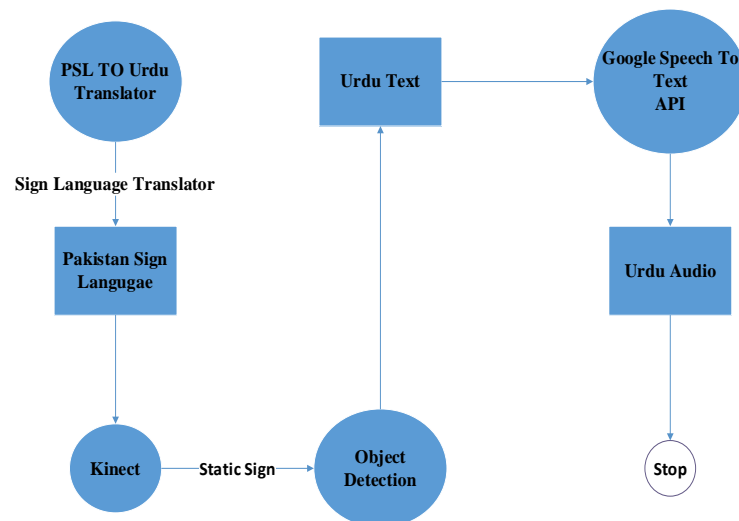 PSL TO Urdu
Translator
Sign Language Translator
Pakistan Sign
Langugae
Kinect
Static Sign
Object
Detection
Urdu Text
Google Speech To
Text
API
Urdu Audio
Stop